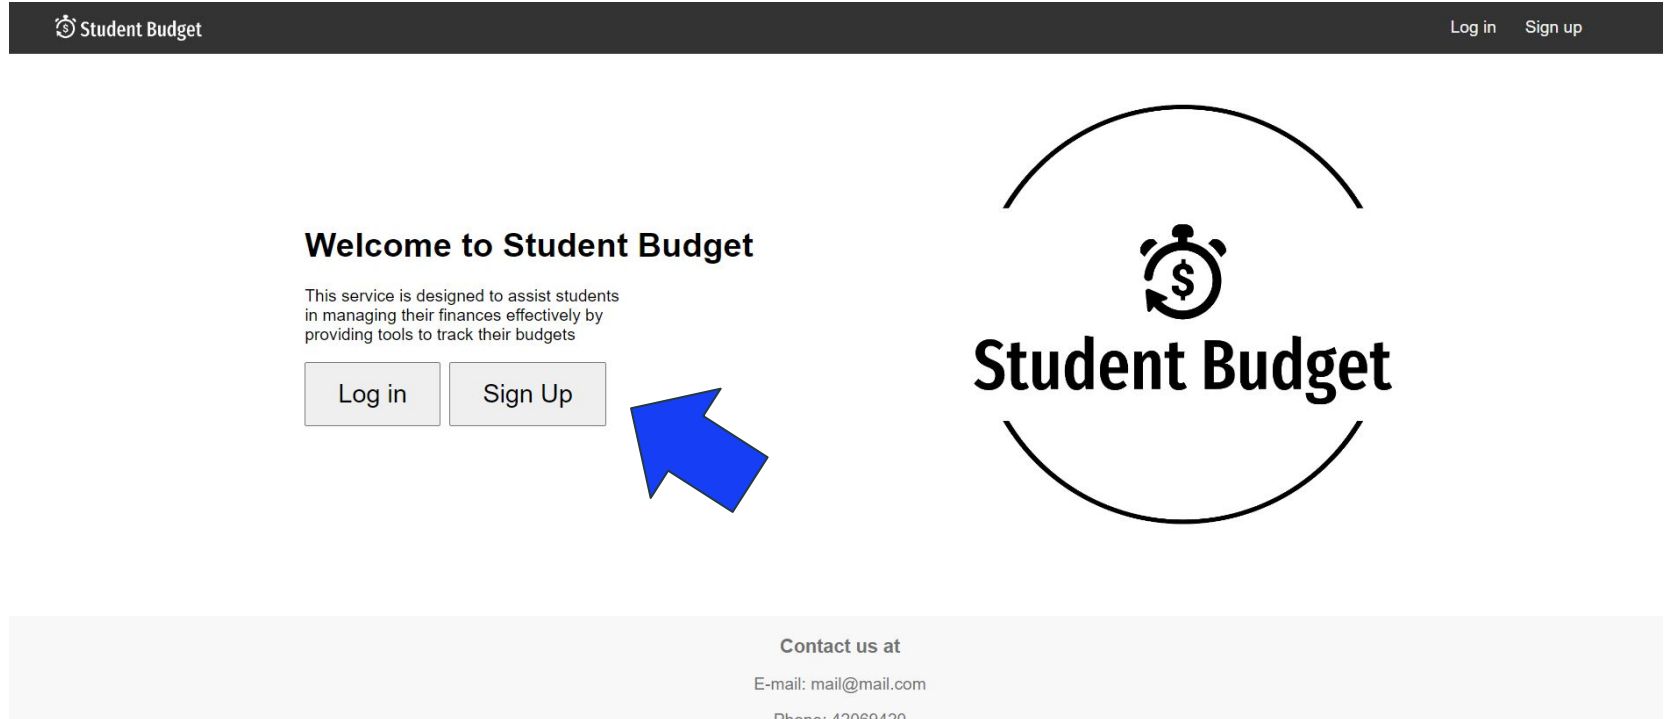 Student Budget
Log in
Sign up
Welcome to Student Budget
This service is designed to assist students
in managing their finances effectively by
providing tools to track their budgets
Log in
Sign Up
$
Student Budget
Contact us at
E-mail: mail@mail.com
Phone: 42069420